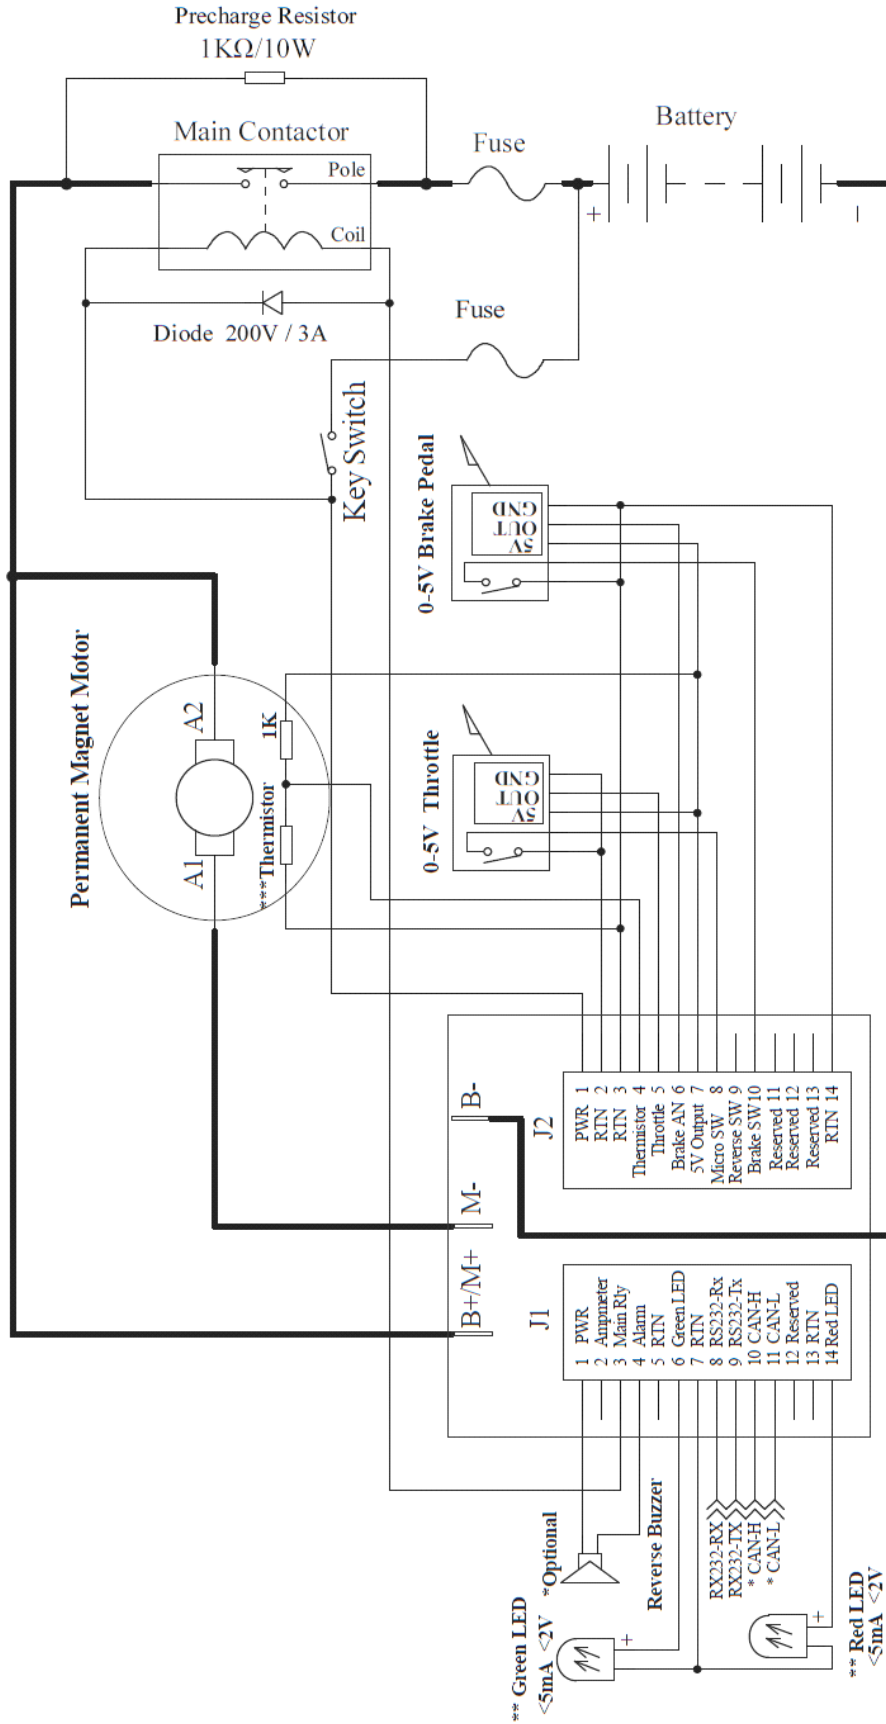 Precharge Resistor
1KΩ/10W
Main Contactor
Pole
Coil
Fuse
Battery
+
−
Diode 200V / 3A
Fuse
Key Switch
0-5V Brake Pedal
GND
OUT
5V
Permanent Magnet Motor
A2
A1
1K
***Thermistor
0-5V Throttle
GND
OUT
5V
B-
M-
B+/M+
J2
PWR 1
RTN 2
RTN 3
Thermistor 4
Throttle 5
Brake AN 6
5V Output 7
Micro SW 8
Reverse SW 9
Brake SW10
Reserved 11
Reserved 12
Reserved 13
RTN 14
J1
1 PWR
2 Ampmeter
3 Main Rly
4 Alarm
5 RTN
6 Green LED
7 RTN
8 RS232-Rx
9 RS232-Tx
10 CAN-H
11 CAN-L
12 Reserved
13 RTN
14 Red LED
*Optional
Reverse Buzzer
RX232-RX
RX232-TX
* CAN-H
* CAN-L
** Green LED
<5mA <2V
+
** Red LED
<5mA <2V
+